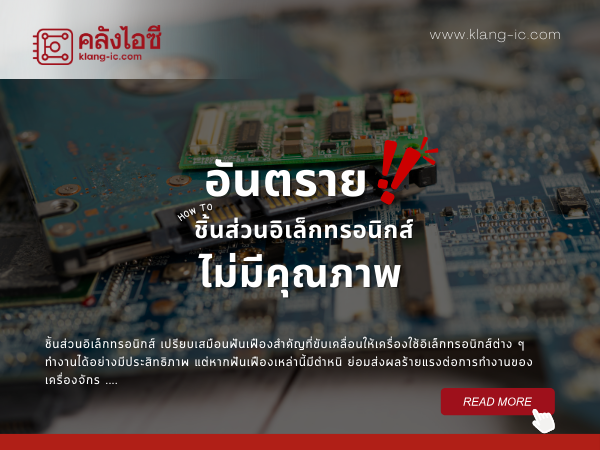 คลังไอซี
klang-ic.com
www.klang-ic.com
อันตราย!!
HOW TO
ชิ้นส่วนอิเล็กทรอนิกส์
ไม่มีคุณภาพ
ชิ้นส่วนอิเล็กทรอนิกส์ เปรียบเสมือนฟันเฟืองสำคัญที่ขับเคลื่อนให้เครื่องใช้อิเล็กทรอนิกส์ต่าง ๆ
ทำงานได้อย่างมีประสิทธิภาพ แต่หากฟันเฟืองเหล่านี้มีตำหนิ ย่อมส่งผลร้ายแรงต่อการทำงานของ
เครื่องจักร ....
READ MORE